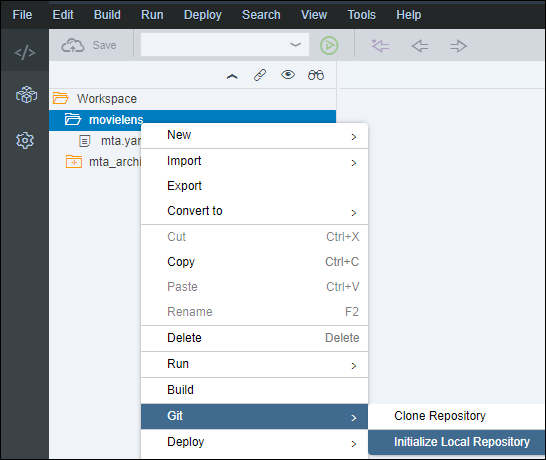 File Edit Build Run Deploy Search View Tools Help
Save
Workspace
movielens
mta.yar
mta_archi
New
Import
Export
Convert to
Cut Ctrl+X
Copy Ctrl+C
Paste Ctrl+V
Rename F2
Delete Delete
Run
Build
Git
Deploy
Clone Repository
Initialize Local Repository